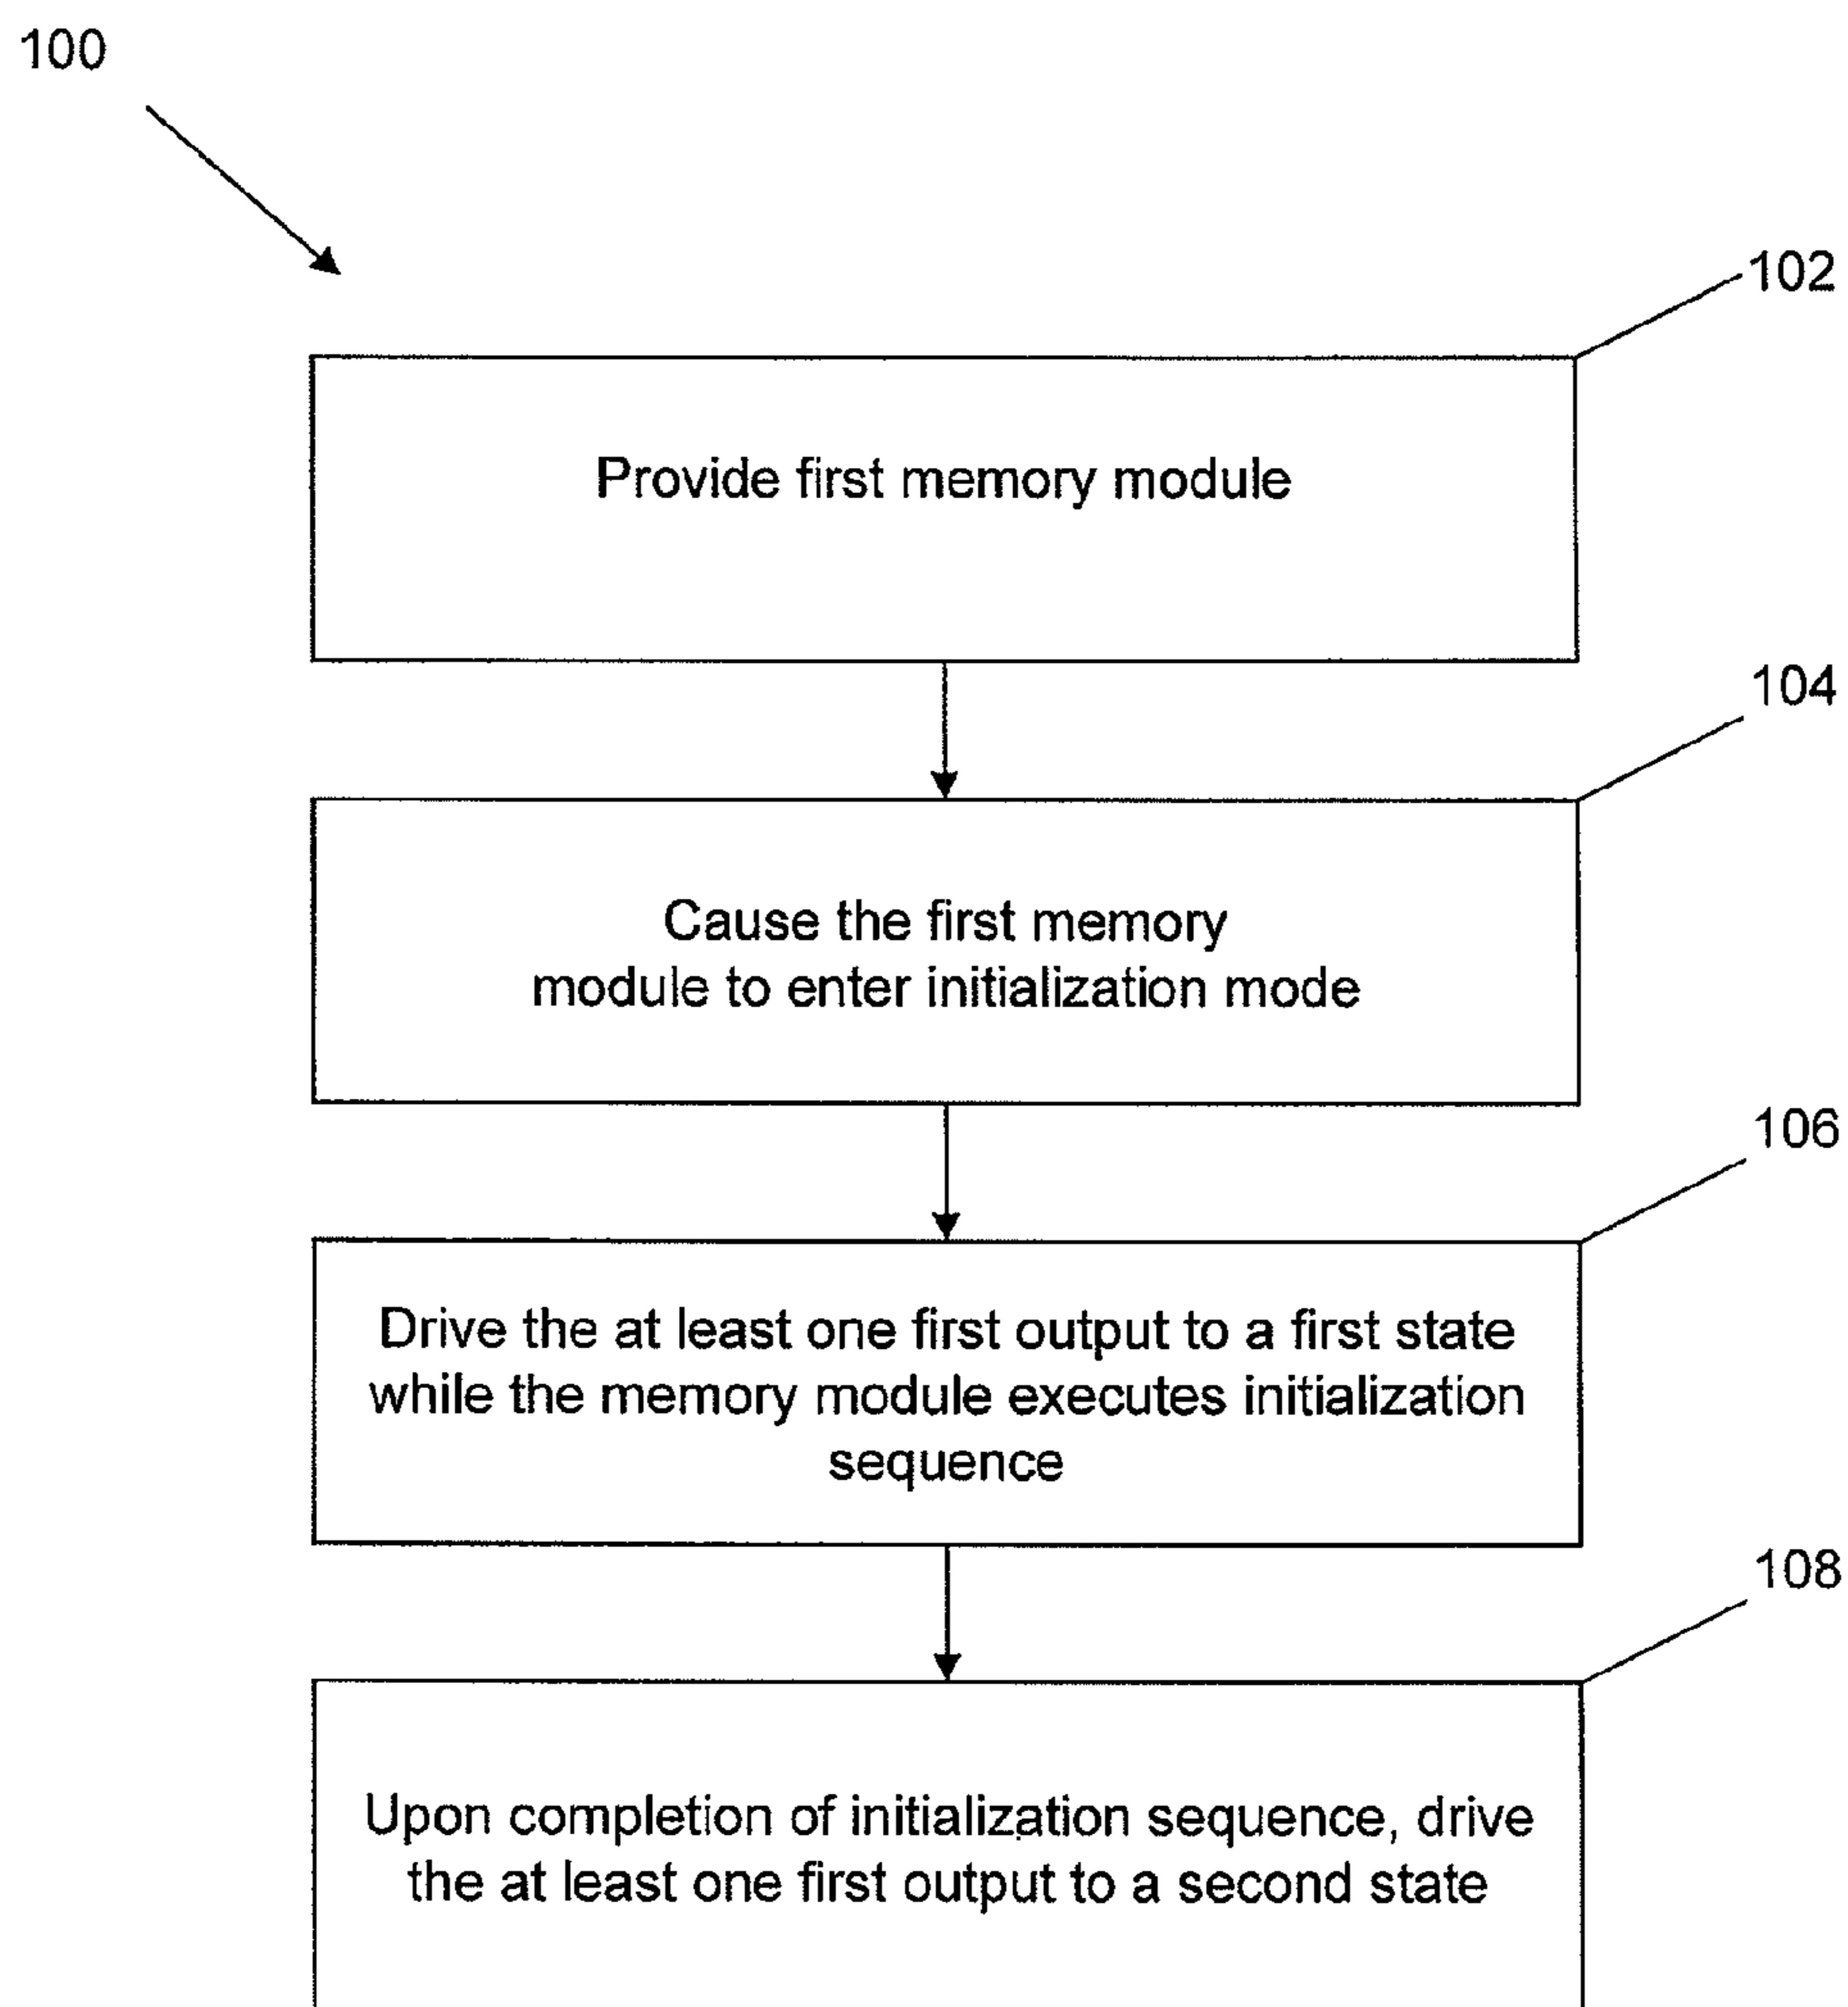 100
102
Provide first memory module
104
Cause the first memory
module to enter initialization mode
106
Drive the at least one first output to a first state
while the memory module executes initialization
sequence
108
Upon completion of initialization sequence, drive
the at least one first output to a second state